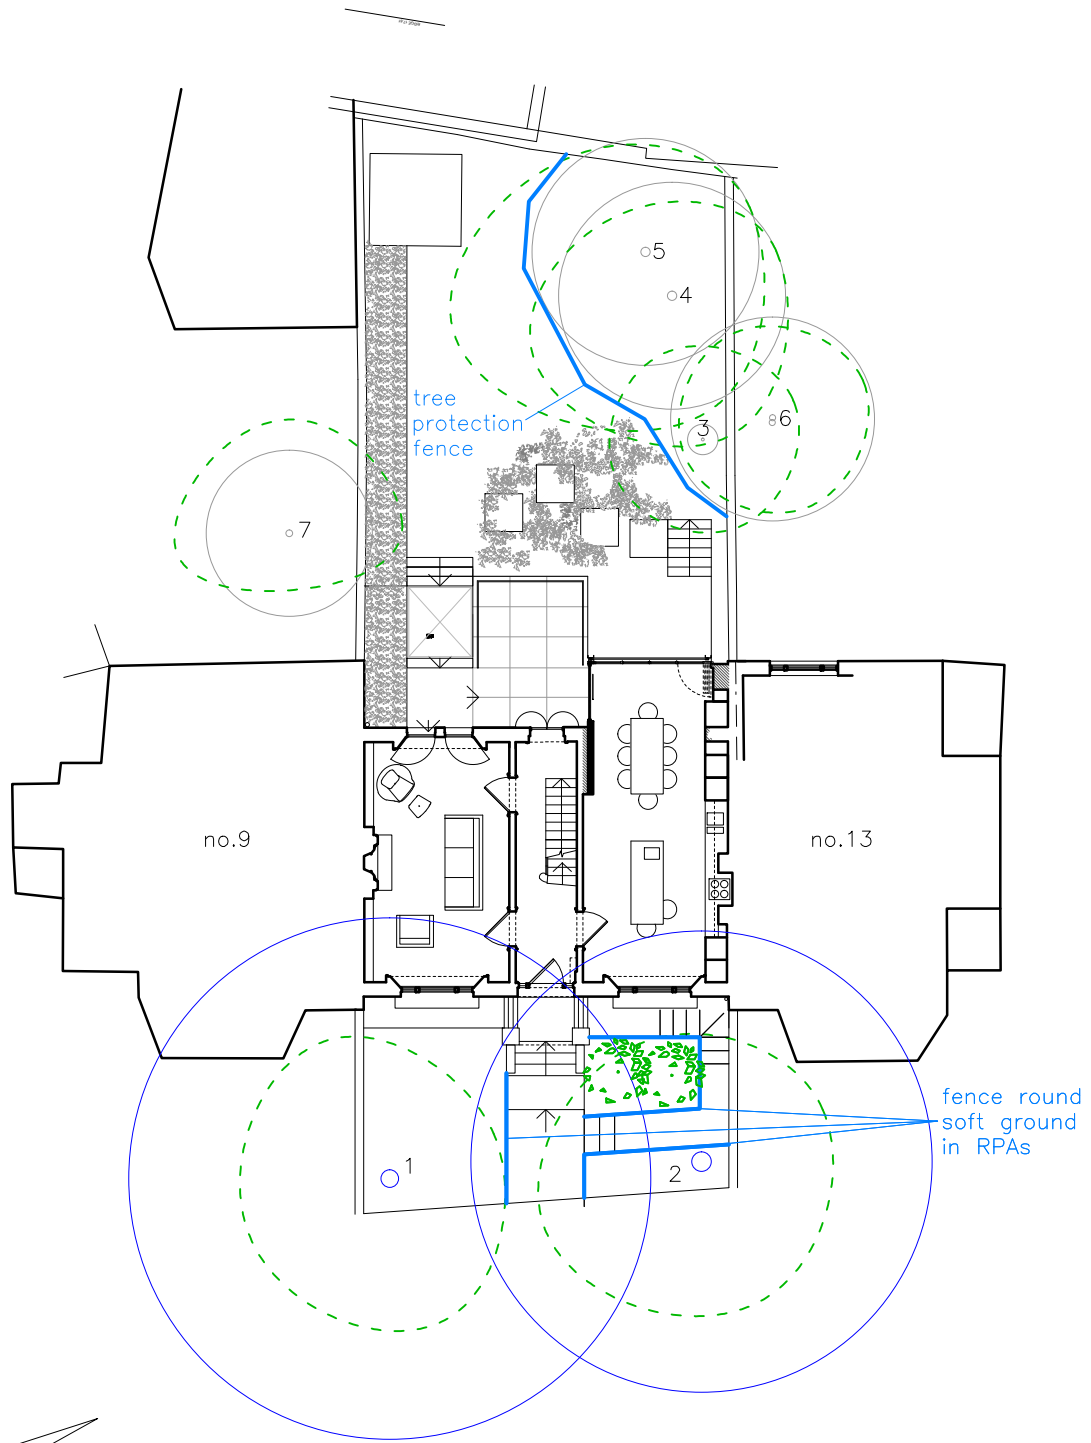 5
4
tree
protection
fence
3
6
7
no.9
no.13
fence round
soft ground
in RPAs
1
2